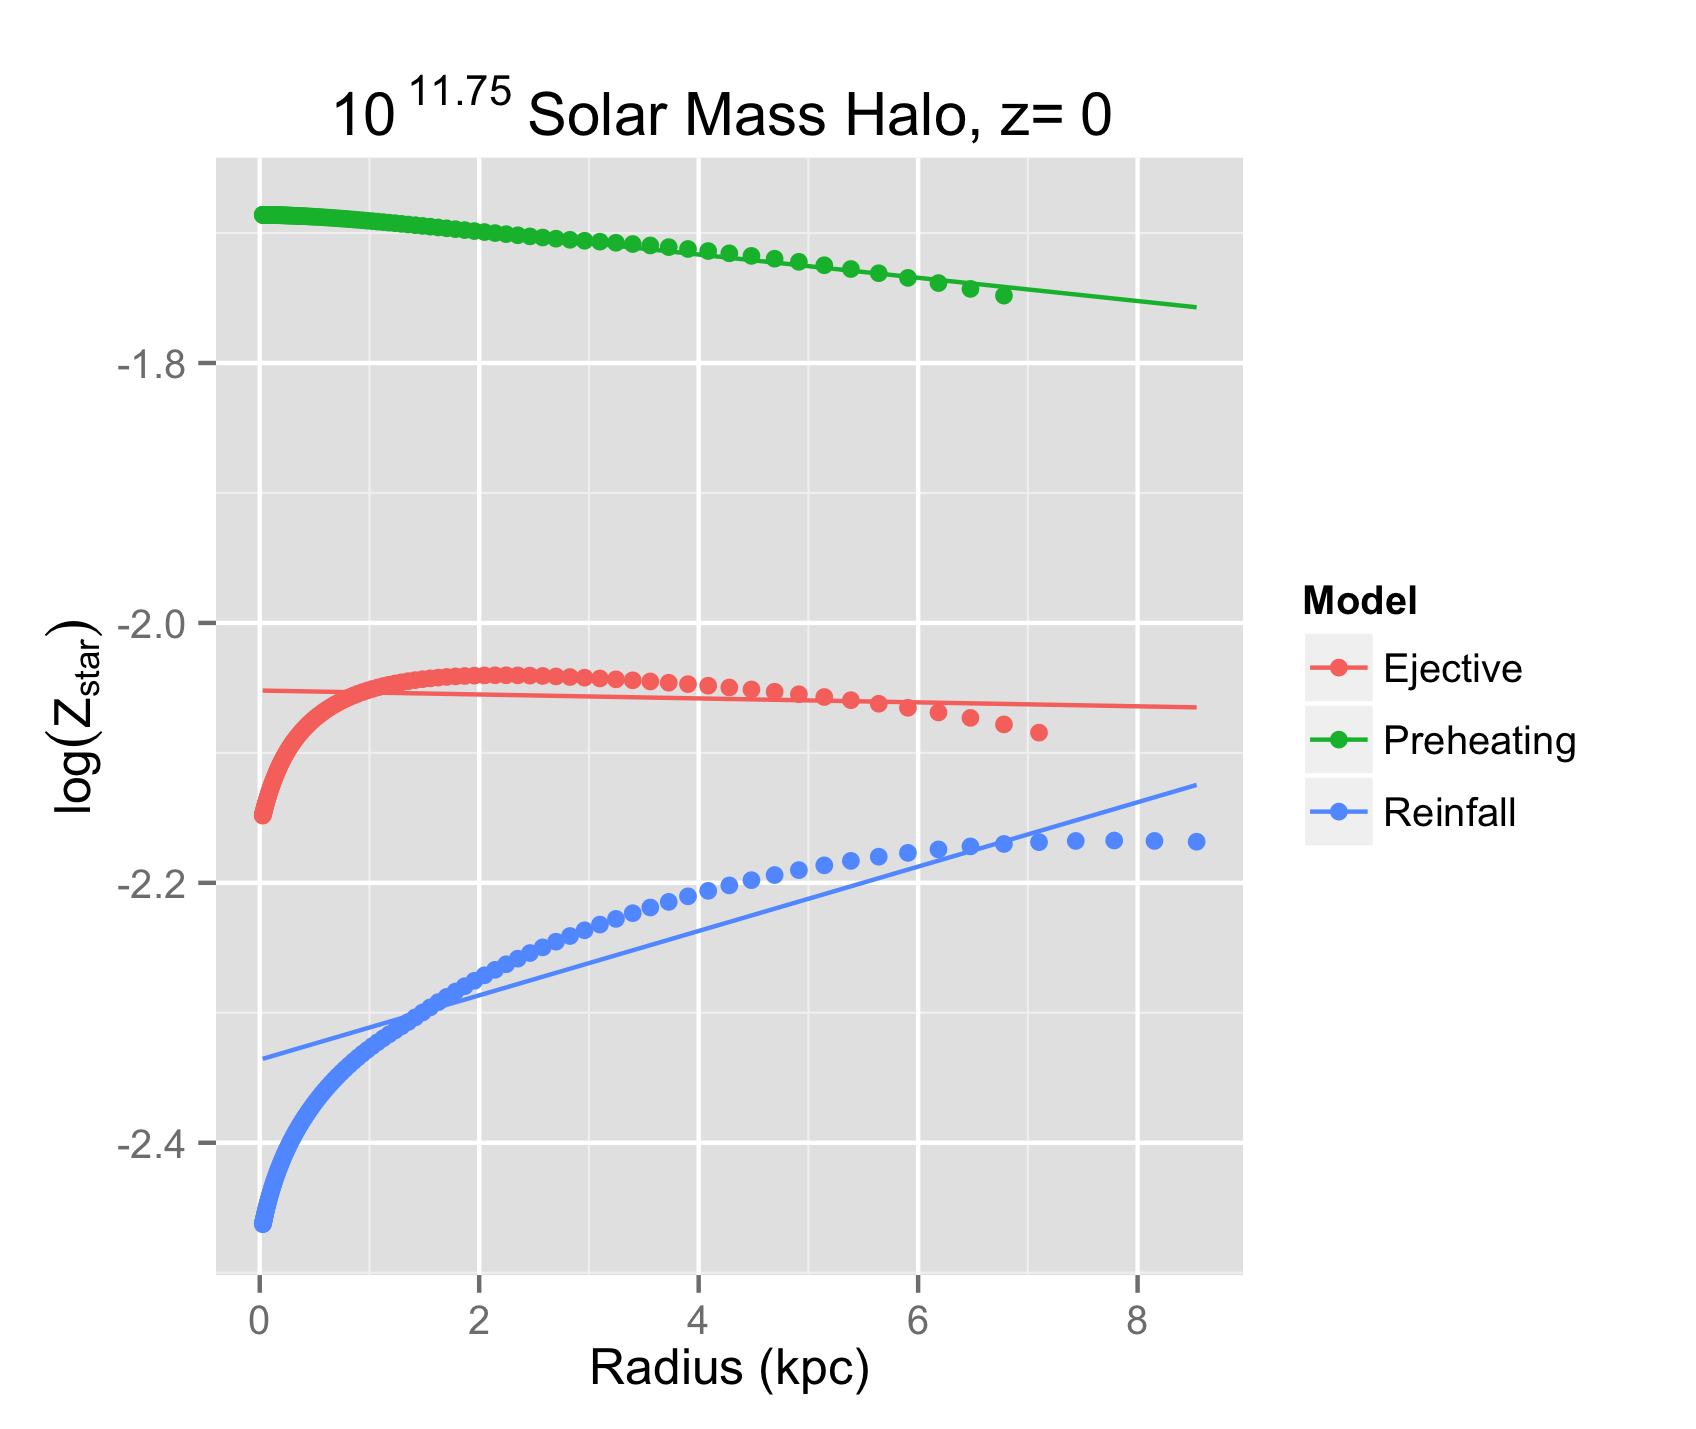 10 11.75 Solar Mass Halo, z= 0
log(Zstar)
-1.8
-2.0
-2.2
-2.4
0 2 4 6 8
Radius (kpc)
Model
Ejective
Preheating
Reinfall